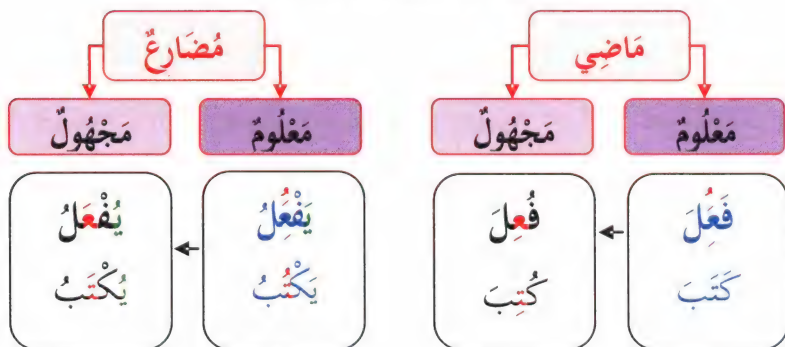 مَاضِي
مَعْلُومٌ
مَجْهُولٌ
فَعَُِلَ
كَتَبَ
فُعِلَ
كُتِبَ
مُضَارِعٌ
مَعْلُومٌ
مَجْهُولٌ
يَفْعَُِلُ
يَكْتُبُ
يُفْعَلُ
يُكْتَبُ